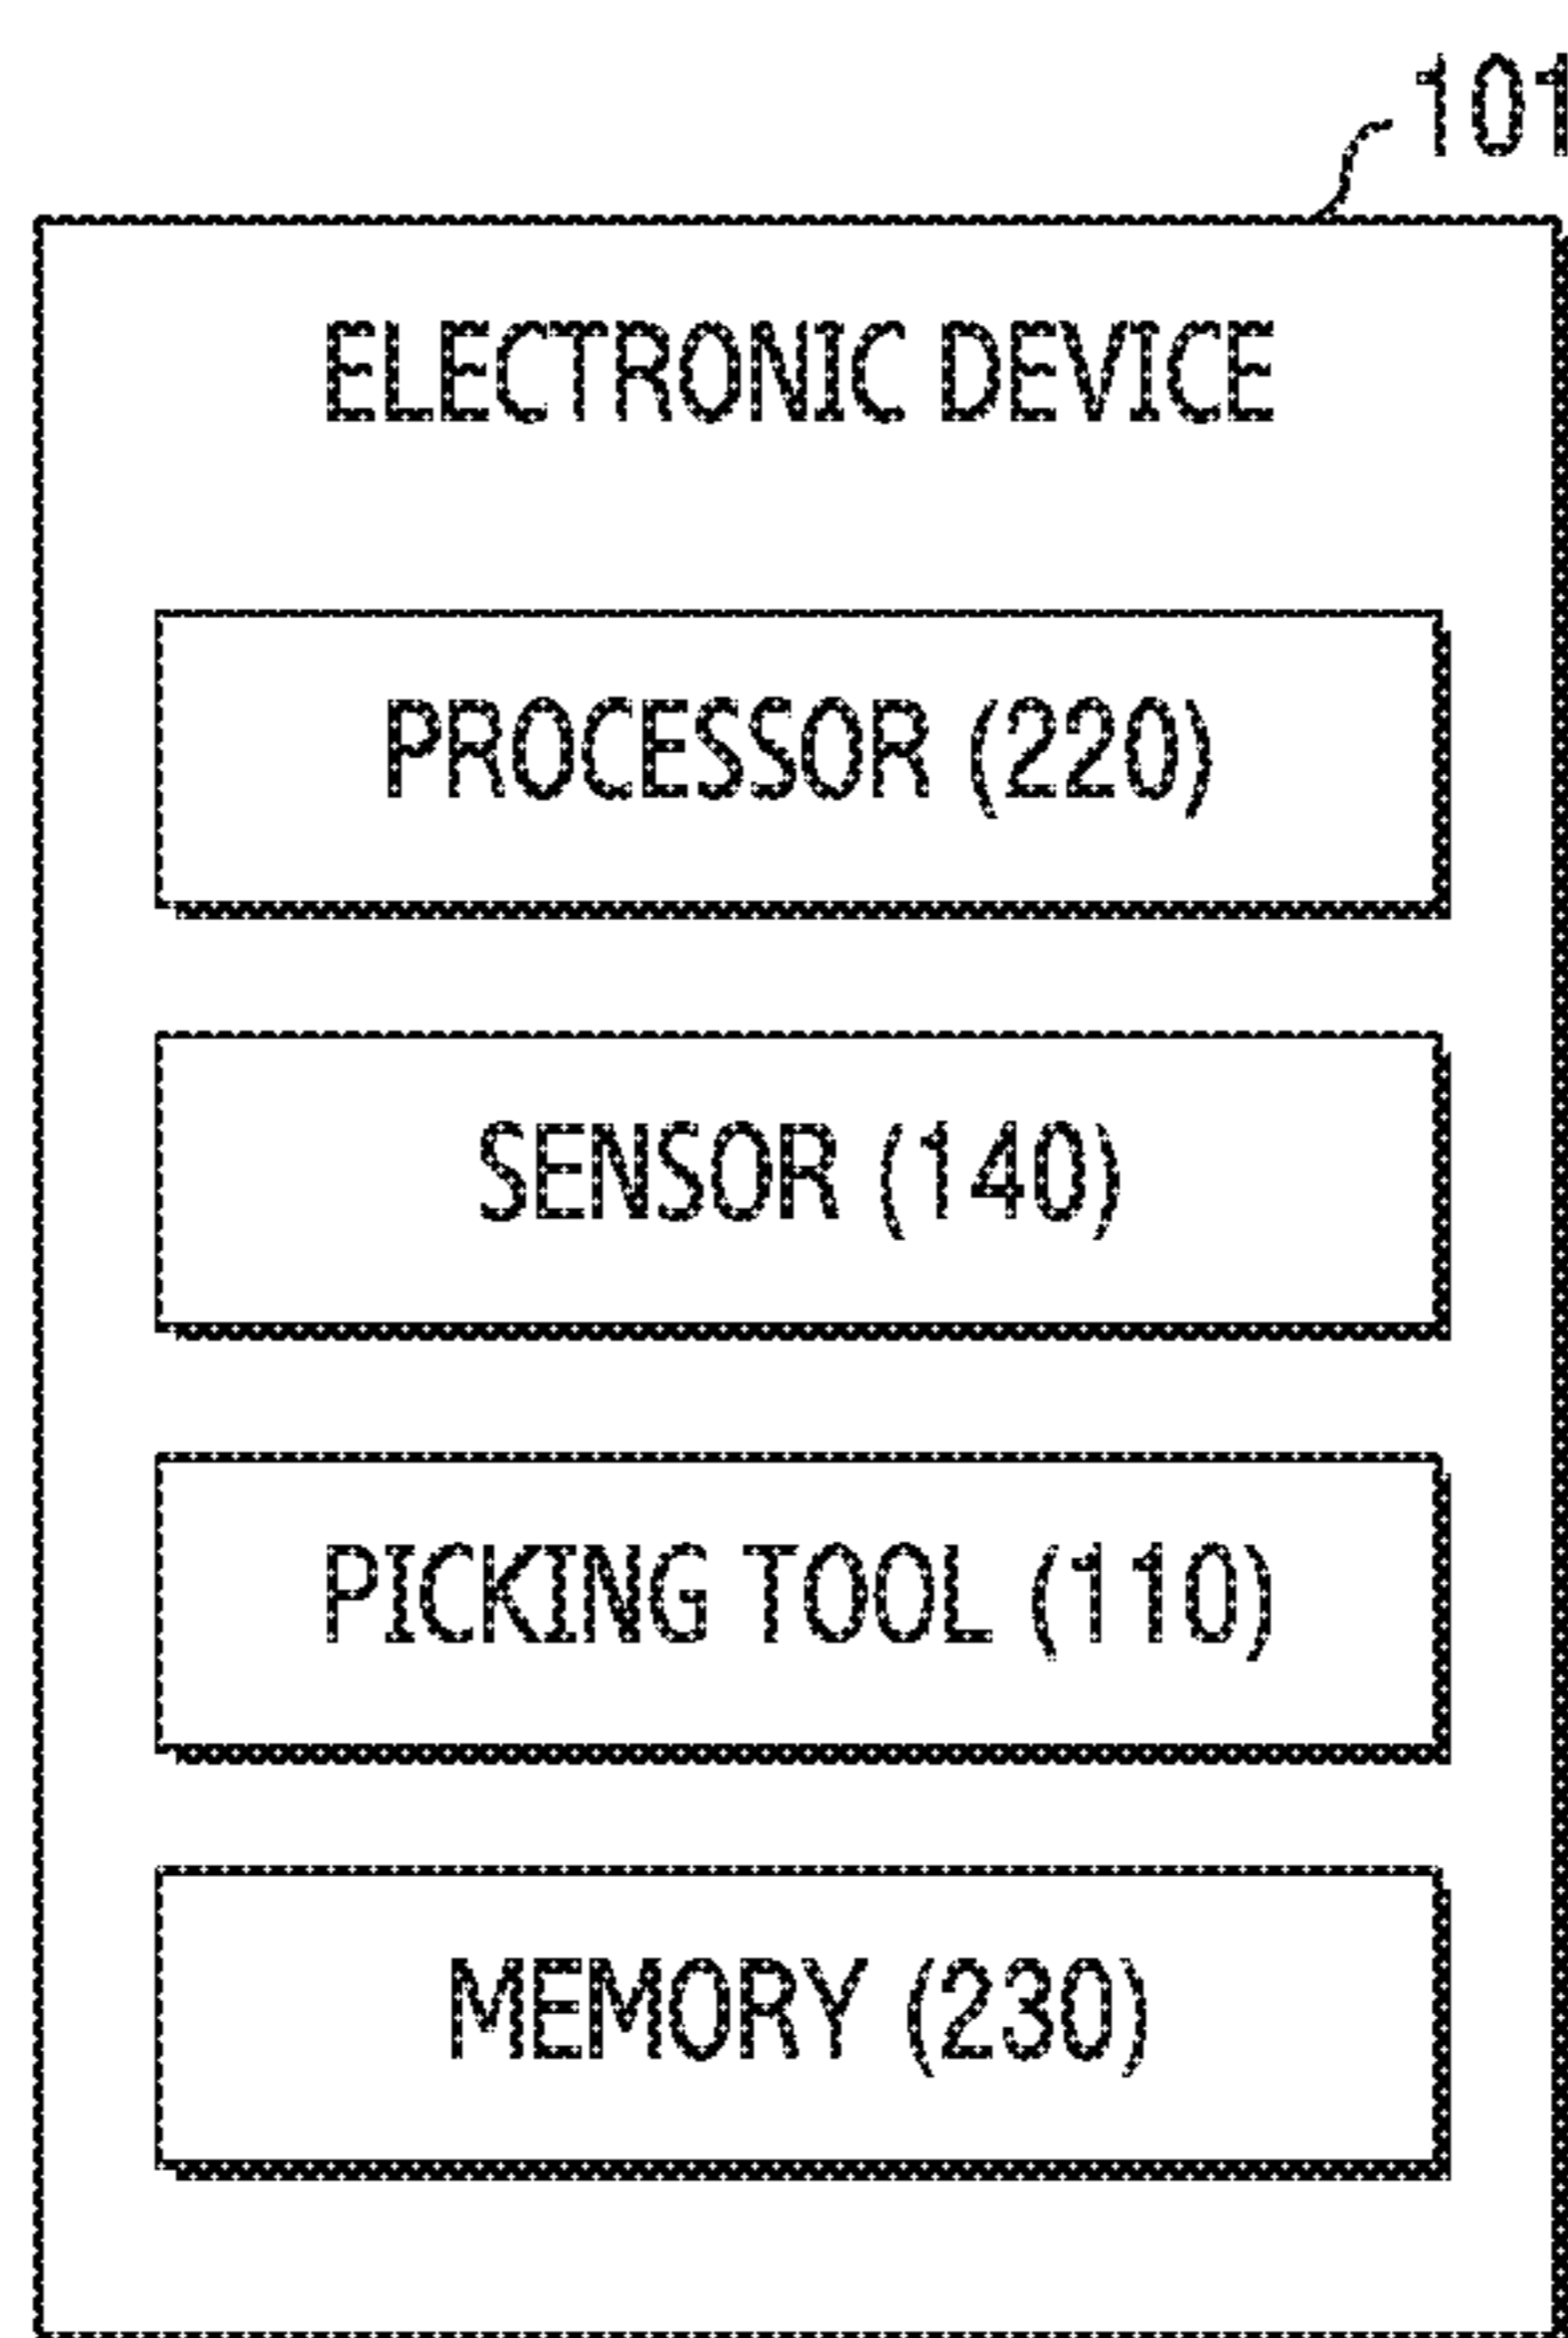 101
ELECTRONIC DEVICE
PROCESSOR (220)
SENSOR (140)
PICKING TOOL (110)
MEMORY (230)